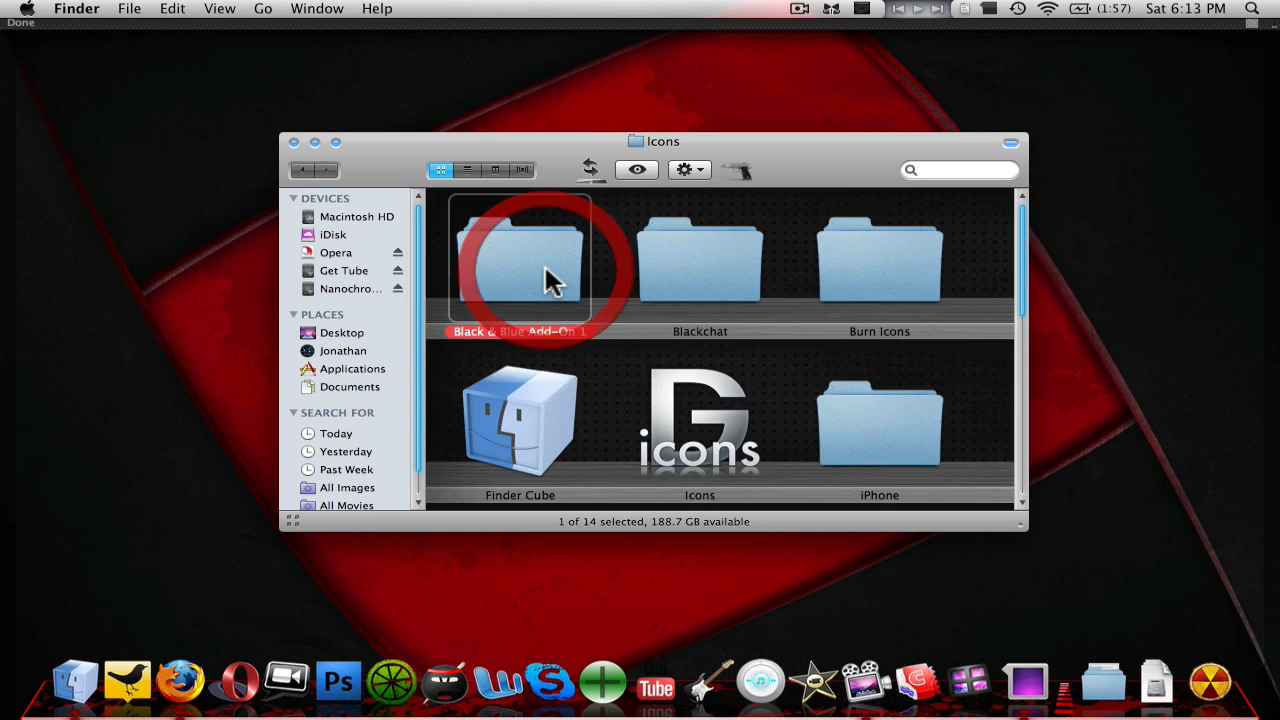 Finder File Edit View Go Window Help (1:57) Sat 6:13 PM
Done
Icons
DEVICES
Macintosh HD
iDisk
Opera
Get Tube
Nanochro...
PLACES
Desktop
Jonathan
Applications
Documents
SEARCH FOR
Today
Yesterday
Past Week
All Images
All Movies
Black & Blue Add-On 1 Blackchat Burn Icons
G
icons
Finder Cube Icons iPhone
1 of 14 selected, 188.7 GB available
Ps
Tube